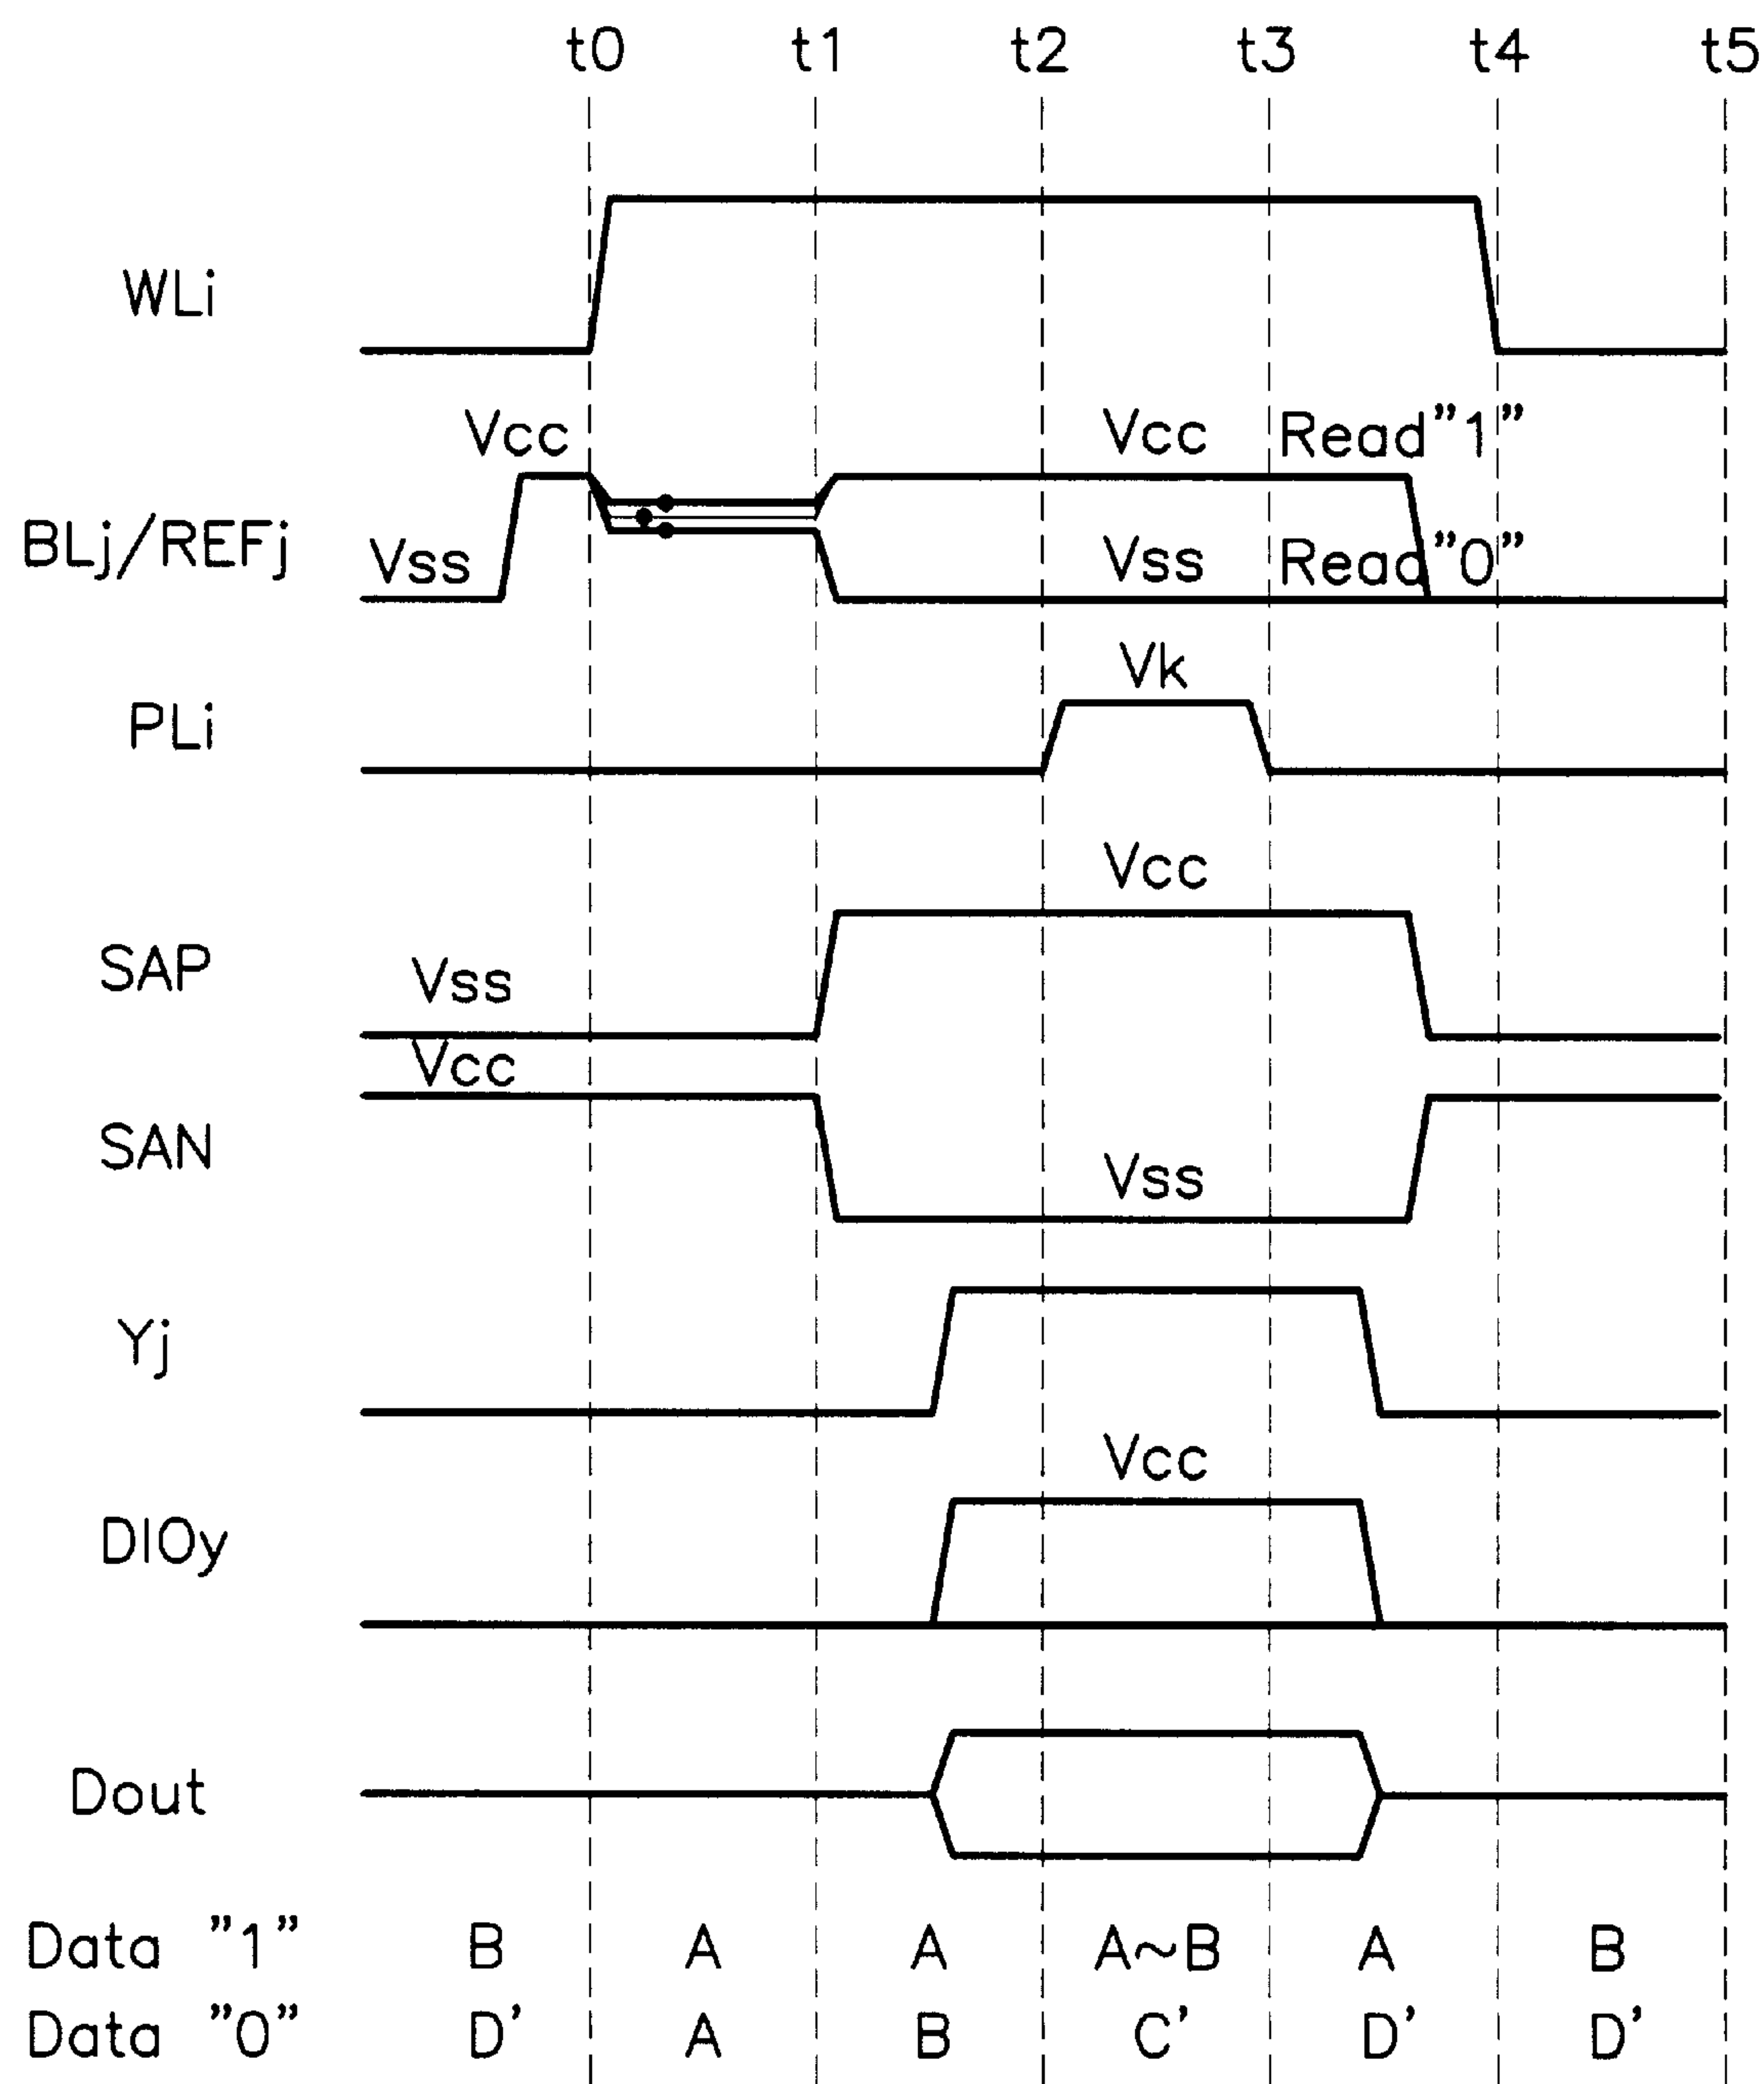 t0 t1 t2 t3 t4 t5
WLi
Vcc Vcc Read"1"
BLj/REFj Vss Vss Read"0"
Vk
PLi
Vcc
SAP Vss
Vcc
SAN Vss
Yj
Vcc
DIOy
Dout
Data "1" B A A A~B A B
Data "0" D' A B C' D' D'